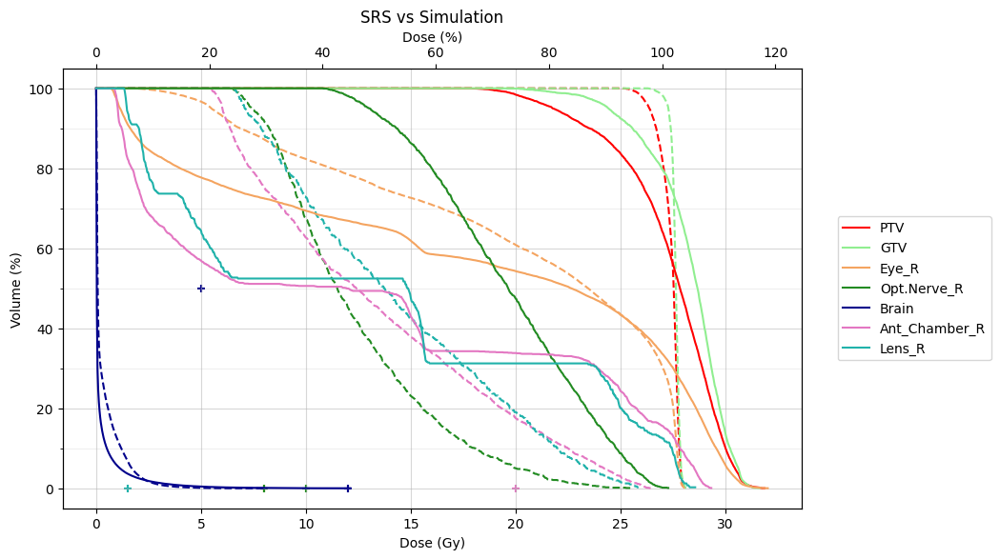 SRS vs Simulation
Dose (%)
0 20 40 60 80 100 120
100
80
60
40
20
0
Volume (%)
0 5 10 15 20 25 30
Dose (Gy)
PTV
GTV
Eye_R
Opt.Nerve_R
Brain
Ant_Chamber_R
Lens_R